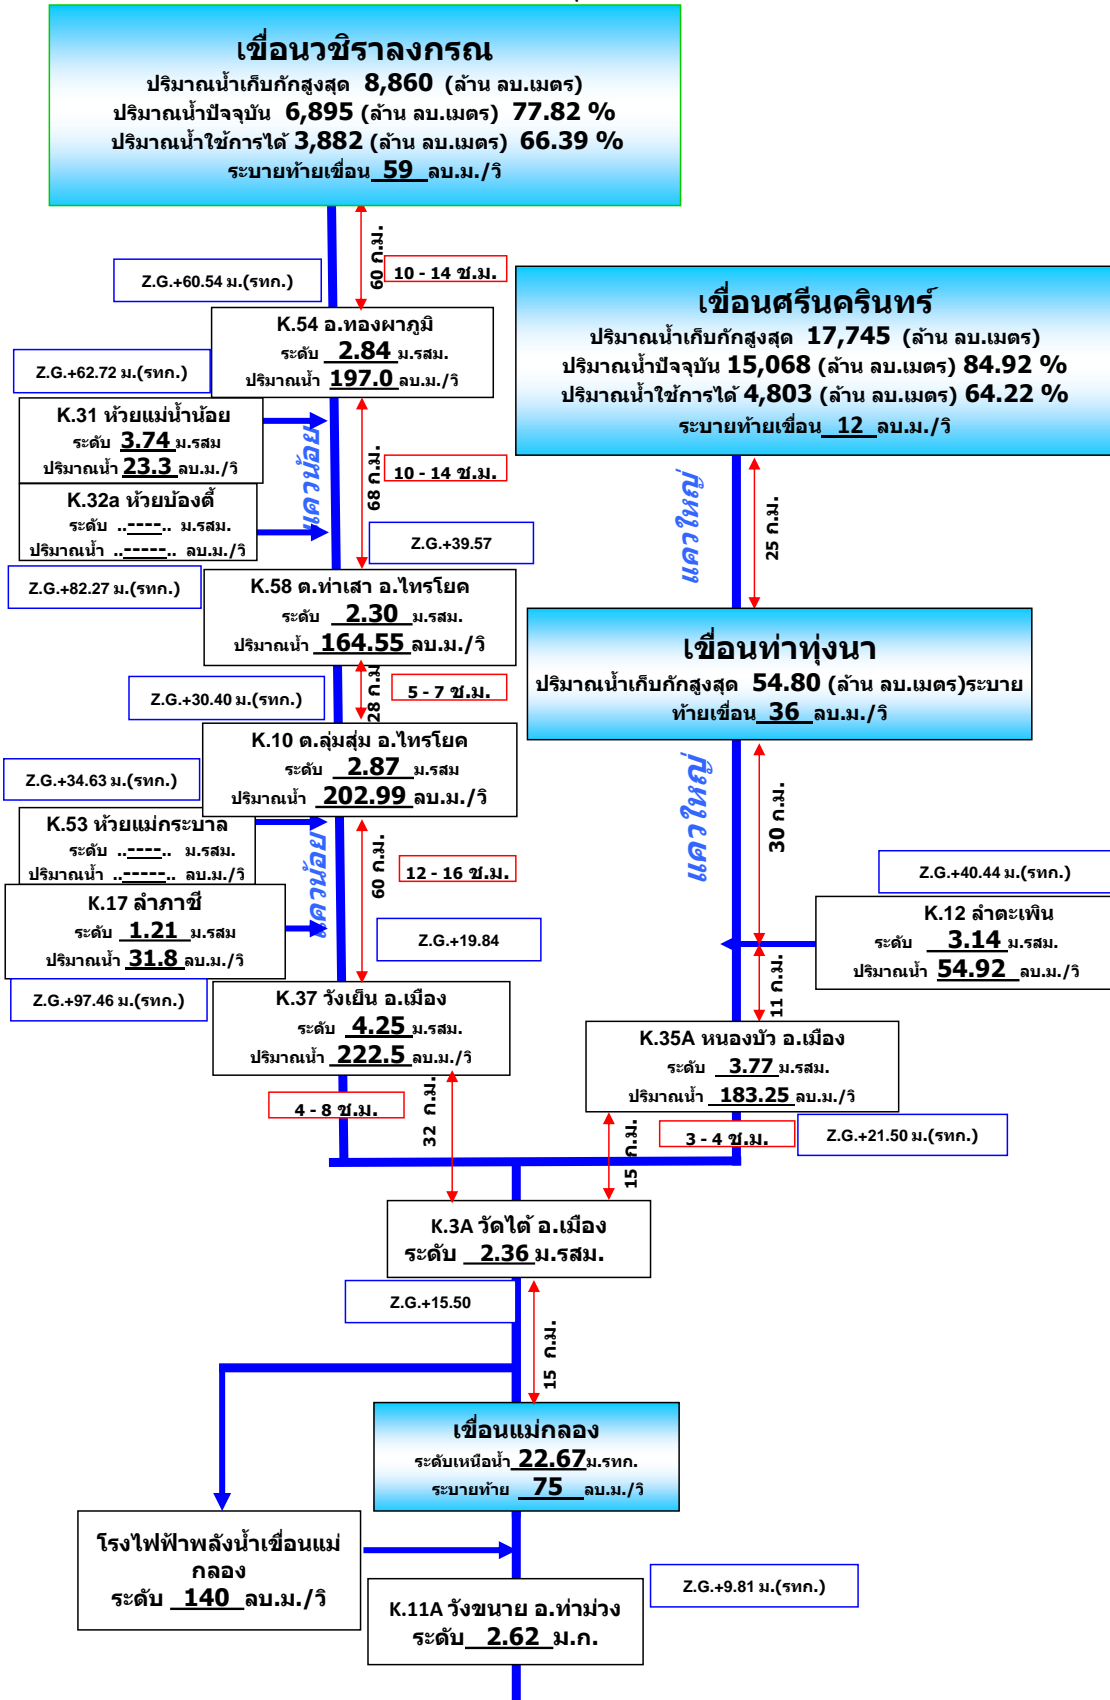 เขื่อนวชิราลงกรณ
ปริมาณน้ำเก็บกักสูงสุด 8,860 (ล้าน ลบ.เมตร)
ปริมาณน้ำปัจจุบัน 6,895 (ล้าน ลบ.เมตร) 77.82 %
ปริมาณน้ำใช้การได้ 3,882 (ล้าน ลบ.เมตร) 66.39 %
ระบายท้ายเขื่อน 59 ลบ.ม./วิ
60 ก.ม.
10 - 14 ช.ม.
Z.G.+60.54 ม.(รทก.)
K.54 อ.ทองผาภูมิ
ระดับ 2.84 ม.รสม.
ปริมาณน้ำ 197.0 ลบ.ม./วิ
เขื่อนศรีนครินทร์
ปริมาณน้ำเก็บกักสูงสุด 17,745 (ล้าน ลบ.เมตร)
ปริมาณน้ำปัจจุบัน 15,068 (ล้าน ลบ.เมตร) 84.92 %
ปริมาณน้ำใช้การได้ 4,803 (ล้าน ลบ.เมตร) 64.22 %
ระบายท้ายเขื่อน 12 ลบ.ม./วิ
Z.G.+62.72 ม.(รทก.)
K.31 ห้วยแม่น้ำน้อย
ระดับ 3.74 ม.รสม
ปริมาณน้ำ 23.3 ลบ.ม./วิ
แควน้อย
68 ก.ม.
10 - 14 ช.ม.
K.32a ห้วยบ้องตี้
ระดับ ..----.. ม.รสม.
ปริมาณน้ำ ..-----.. ลบ.ม./วิ
แควใหญ่
25 ก.ม.
Z.G.+39.57
Z.G.+82.27 ม.(รทก.)
K.58 ต.ท่าเสา อ.ไทรโยค
ระดับ 2.30 ม.รสม.
ปริมาณน้ำ 164.55 ลบ.ม./วิ
เขื่อนท่าทุ่งนา
ปริมาณน้ำเก็บกักสูงสุด 54.80 (ล้าน ลบ.เมตร)ระบาย
ท้ายเขื่อน 36 ลบ.ม./วิ
28 ก.ม.
5 - 7 ช.ม.
Z.G.+30.40 ม.(รทก.)
K.10 ต.ลุ่มสุ่ม อ.ไทรโยค
ระดับ 2.87 ม.รสม
ปริมาณน้ำ 202.99 ลบ.ม./วิ
Z.G.+34.63 ม.(รทก.)
K.53 ห้วยแม่กระบาล
ระดับ ..----.. ม.รสม.
ปริมาณน้ำ ..-----.. ลบ.ม./วิ
แควน้อย
60 ก.ม.
12 - 16 ช.ม.
แควใหญ่
30 ก.ม.
Z.G.+40.44 ม.(รทก.)
K.17 ลำภาชี
ระดับ 1.21 ม.รสม
ปริมาณน้ำ 31.8 ลบ.ม./วิ
Z.G.+19.84
K.12 ลำตะเพิน
ระดับ 3.14 ม.รสม.
ปริมาณน้ำ 54.92 ลบ.ม./วิ
11 ก.ม.
Z.G.+97.46 ม.(รทก.)
K.37 วังเย็น อ.เมือง
ระดับ 4.25 ม.รสม.
ปริมาณน้ำ 222.5 ลบ.ม./วิ
K.35A หนองบัว อ.เมือง
ระดับ 3.77 ม.รสม.
ปริมาณน้ำ 183.25 ลบ.ม./วิ
4 - 8 ช.ม.
32 ก.ม.
15 ก.ม.
3 - 4 ช.ม.
Z.G.+21.50 ม.(รทก.)
K.3A วัดไต้ อ.เมือง
ระดับ 2.36 ม.รสม.
Z.G.+15.50
15 ก.ม.
เขื่อนแม่กลอง
ระดับเหนือน้ำ 22.67 ม.รทก.
ระบายท้าย 75 ลบ.ม./วิ
โรงไฟฟ้าพลังน้ำเขื่อนแม่
กลอง
ระดับ 140 ลบ.ม./วิ
K.11A วังขนาย อ.ท่าม่วง
ระดับ 2.62 ม.ก.
Z.G.+9.81 ม.(รทก.)